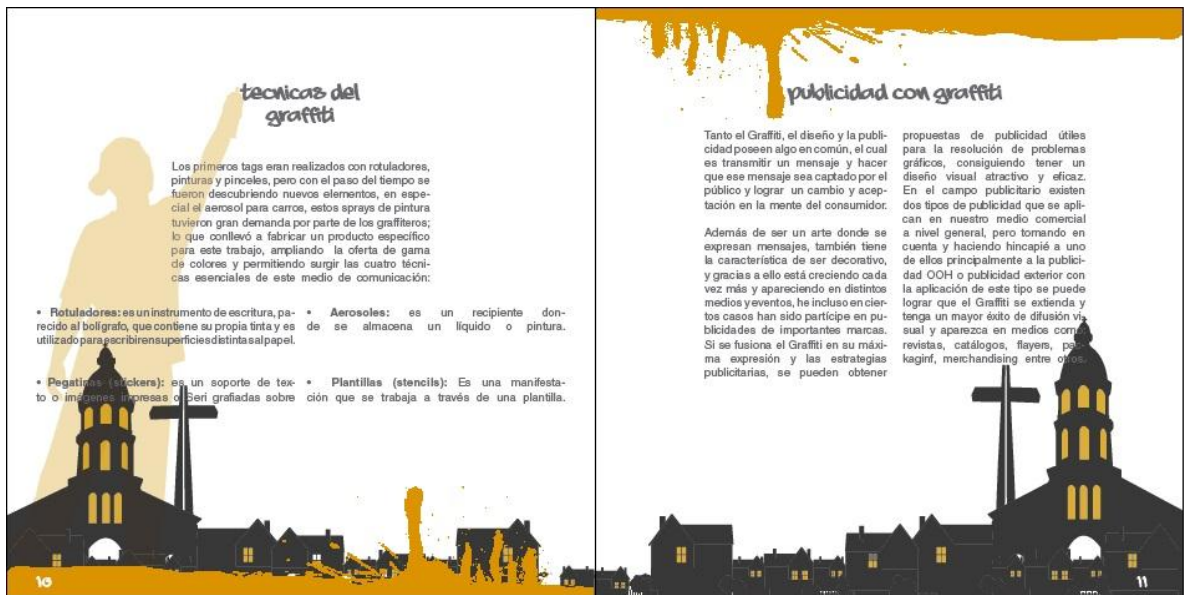 tecnicas del
graffiti
Los primeros tags eran realizados con rotuladores,
pinturas y pinceles, pero con el paso del tiempo se
fueron descubriendo nuevos elementos, en espe-
cial el aerosol para carros, estos sprays de pintura
tuvieron gran demanda por parte de los graffiteros;
lo que conllevó a fabricar un producto específico
para este trabajo, ampliando la oferta de gama
de colores y permitiendo surgir las cuatro técni-
cas esenciales de este medio de comunicación:
• Rotuladores: es un instrumento de escritura, pa-
recido al bolígrafo, que contiene su propia tinta y es
utilizado para escribir en superficies distintas al papel.
• Pegatinas (stickers): es un soporte de tex-
to o imágenes impresas o Seri grafiadas sobre
• Aerosoles: es un recipiente don-
de se almacena un líquido o pintura.
• Plantillas (stencils): Es una manifesta-
ción que se trabaja a través de una plantilla.
10
publicidad con graffiti
Tanto el Graffiti, el diseño y la publi-
cidad poseen algo en común, el cual
es transmitir un mensaje y hacer
que ese mensaje sea captado por el
público y lograr un cambio y acep-
tación en la mente del consumidor.
Además de ser un arte donde se
expresan mensajes, también tiene
la característica de ser decorativo,
y gracias a ello está creciendo cada
vez más y apareciendo en distintos
medios y eventos, he incluso en cier-
tos casos han sido partícipe en pu-
blicidades de importantes marcas.
Si se fusiona el Graffiti en su máxi-
ma expresión y las estrategias
publicitarias, se pueden obtener
propuestas de publicidad útiles
para la resolución de problemas
gráficos, consiguiendo tener un
diseño visual atractivo y eficaz.
En el campo publicitario existen
dos tipos de publicidad que se apli-
can en nuestro medio comercial
a nivel general, pero tomando en
cuenta y haciendo hincapié a uno
de ellos principalmente a la publici-
dad OOH o publicidad exterior con
la aplicación de este tipo se puede
lograr que el Graffiti se extienda y
tenga un mayor éxito de difusión vi-
sual y aparezca en medios como:
revistas, catálogos, flayers, pac-
kaginf, merchandising entre otros.
11